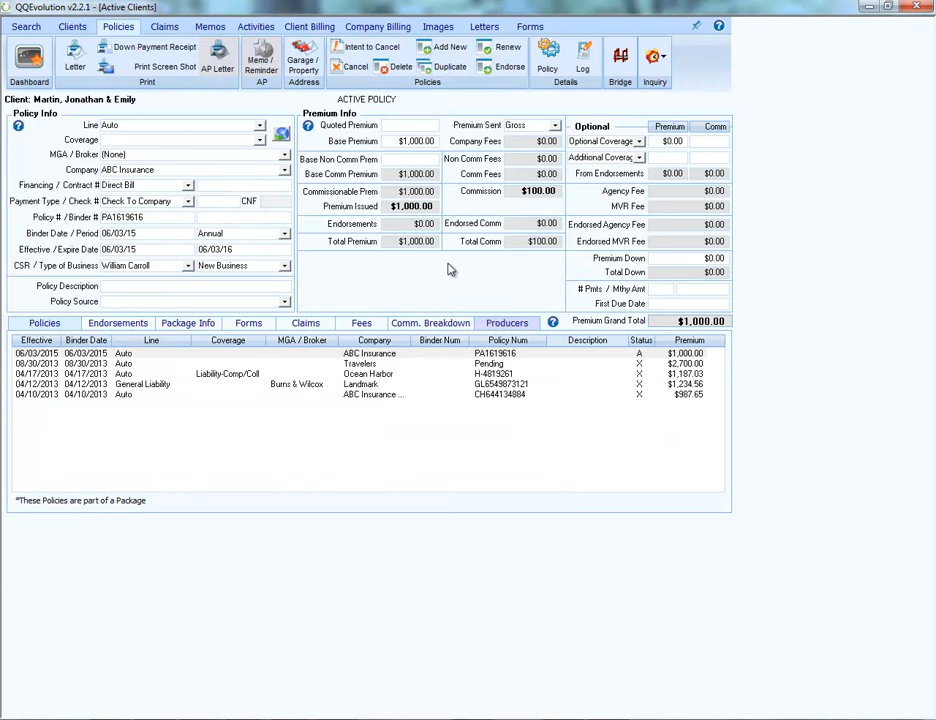 QQEvolution v2.2.1 - [Active Clients]
Search Clients Policies Claims Memos Activities Client Billing Company Billing Images Letters Forms
Dashboard
Letter Down Payment Receipt Print Screen Shot AP Letter
Print
Memo / Reminder
AP
Garage / Property
Address
Intent to Cancel Add New Renew
Cancel Delete Duplicate Endorse
Policies
Policy Log
Details
Bridge
Inquiry
Client: Martin, Jonathan & Emily ACTIVE POLICY
Policy Info
Line Auto
Coverage
MGA / Broker (None)
Company ABC Insurance
Financing / Contract # Direct Bill
Payment Type / Check # Check To Company CNF
Policy # / Binder # PA1619616
Binder Date / Period 06/03/15 Annual
Effective / Expire Date 06/03/15 06/03/16
CSR / Type of Business William Carroll New Business
Policy Description
Policy Source
Premium Info
Quoted Premium Premium Sent Gross
Base Premium $1,000.00 Company Fees $0.00
Base Non Comm Prem Non Comm Fees $0.00
Base Comm Premium $1,000.00 Comm Fees $0.00
Commissionable Prem $1,000.00 Commission $100.00
Premium Issued $1,000.00
Endorsements $0.00 Endorsed Comm $0.00
Total Premium $1,000.00 Total Comm $100.00
Optional Premium Comm
Optional Coverage $0.00
Additional Coverag
From Endorsements $0.00 $0.00
Agency Fee $0.00
MVR Fee $0.00
Endorsed Agency Fee $0.00
Endorsed MVR Fee $0.00
Premium Down $0.00
Total Down $0.00
# Pmts / Mthy Amt
First Due Date
Premium Grand Total $1,000.00
Policies Endorsements Package Info Forms Claims Fees Comm. Breakdown Producers
Effective Binder Date Line Coverage MGA / Broker Company Binder Num Policy Num Description Status Premium
06/03/2015 06/03/2015 Auto ABC Insurance PA1619616 A $1,000.00
08/30/2013 08/30/2013 Auto Travelers Pending X $2,700.00
04/17/2013 04/17/2013 Auto Liability-Comp/Coll Ocean Harbor H-4819261 X $1,187.03
04/12/2013 04/12/2013 General Liability Burns & Wilcox Landmark GL6549873121 X $1,234.56
04/10/2013 04/10/2013 Auto ABC Insurance ... CH644134884 X $987.65
*These Policies are part of a Package